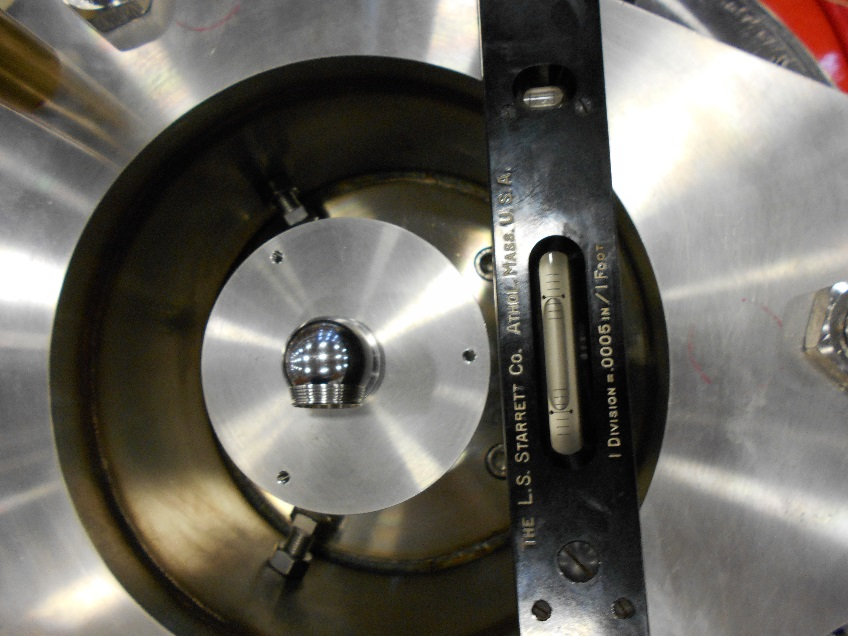 THE L.S. STARRETT CO. ATHOL, MASS. U.S.A.
1 DIVISION = .0005 IN/1 FOOT